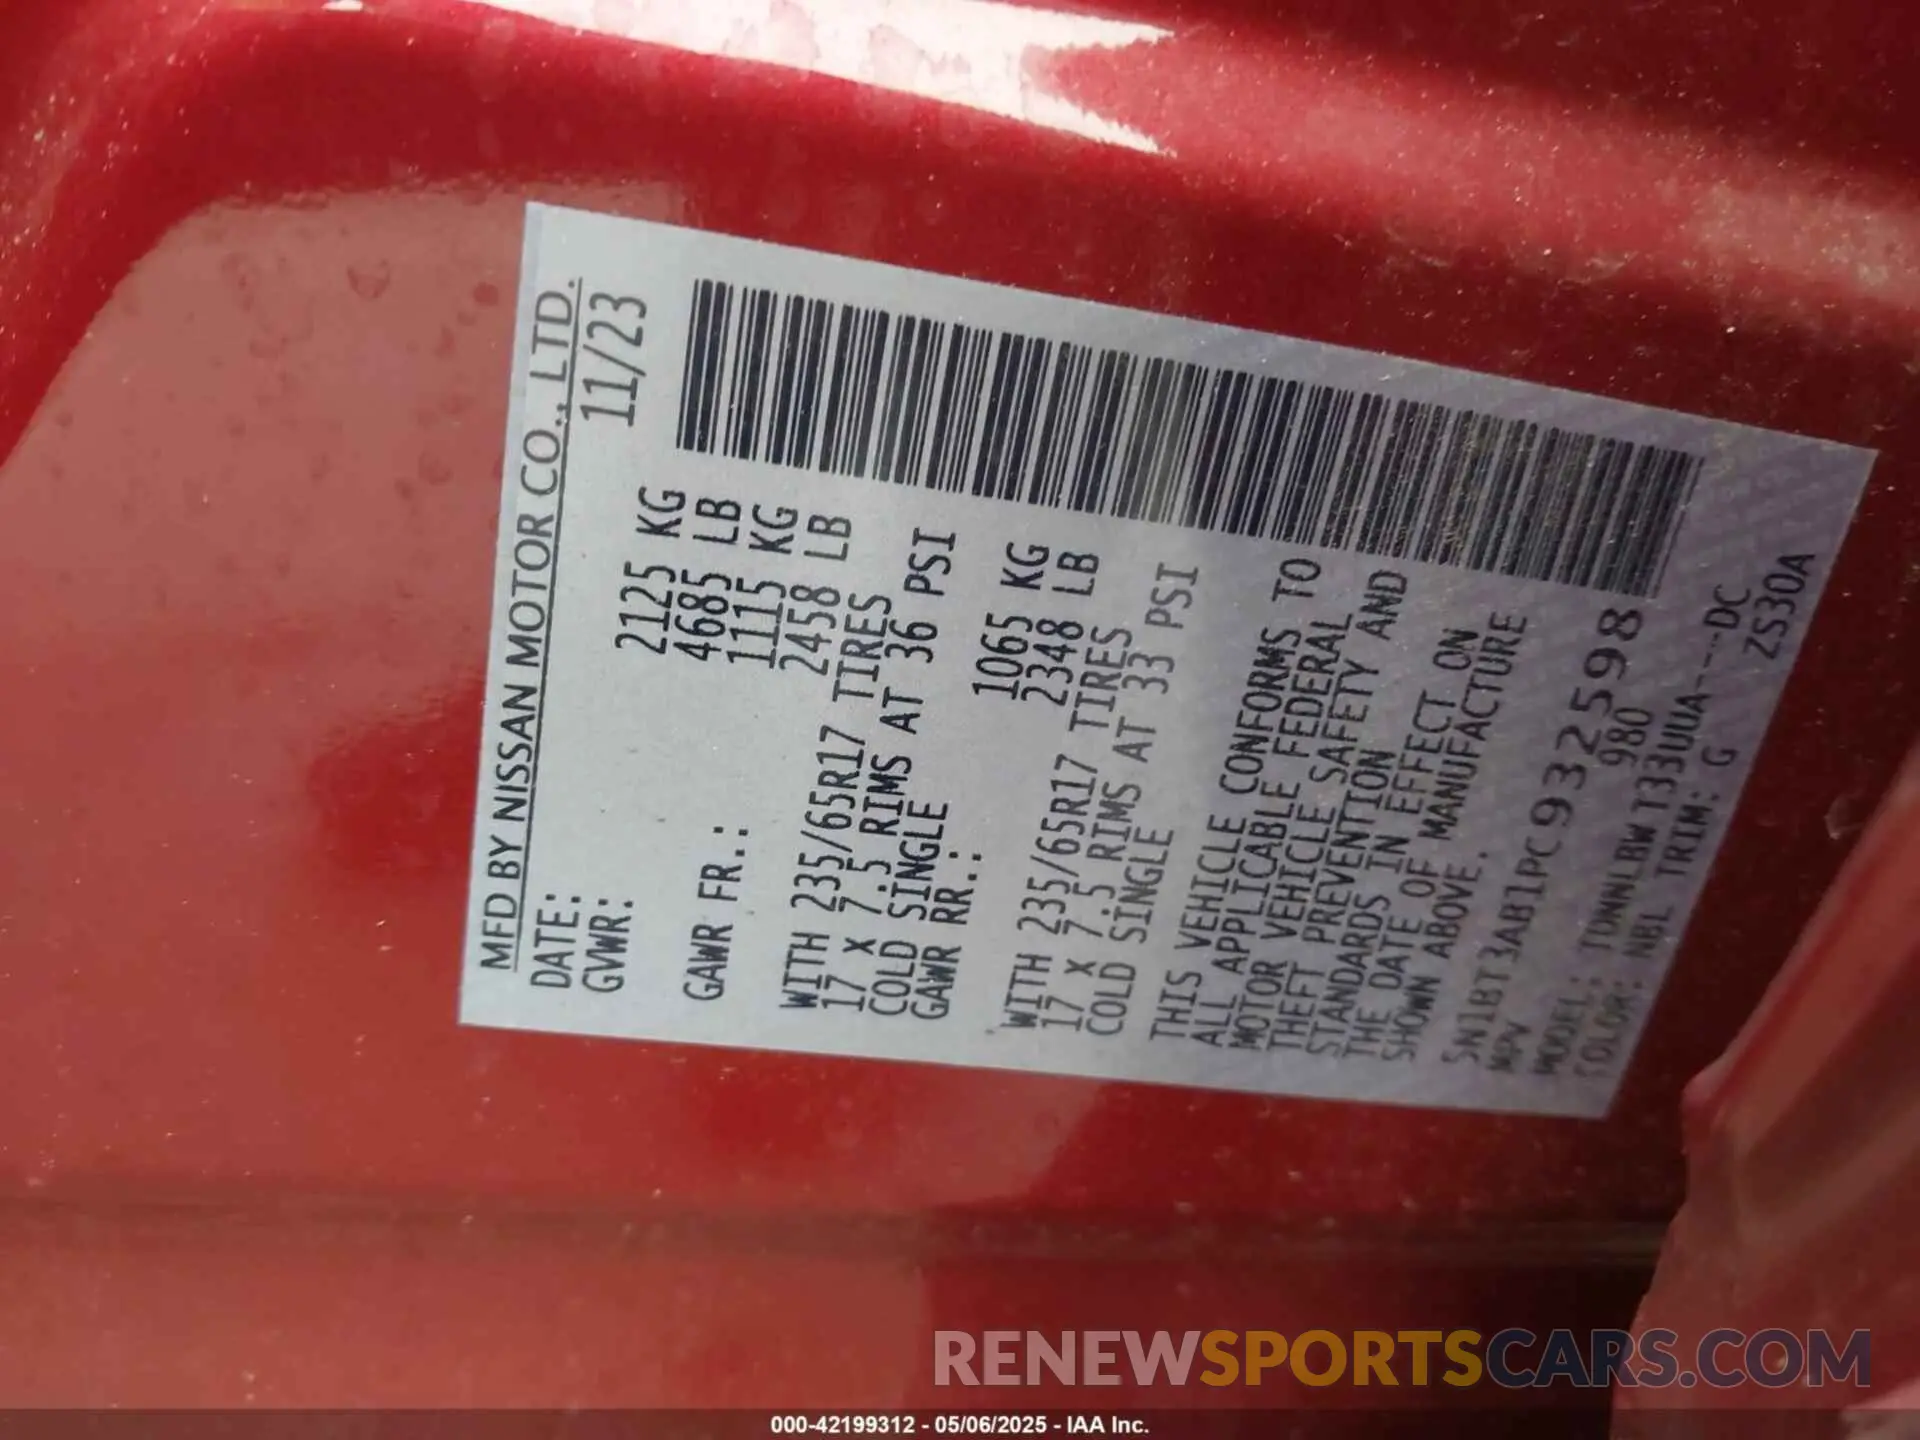 MFD BY NISSAN MOTOR CO., LTD.
DATE: 11/23
GVWR: 2125 KG
4685 LB
GAWR FR.: 1115 KG
2458 LB
WITH 235/65R17 TIRES
17 X 7.5 RIMS AT 36 PSI
COLD SINGLE
GAWR RR.: 1065 KG
2348 LB
WITH 235/65R17 TIRES
17 X 7.5 RIMS AT 33 PSI
COLD SINGLE
THIS VEHICLE CONFORMS TO
ALL APPLICABLE FEDERAL
MOTOR VEHICLE SAFETY AND
THEFT PREVENTION
STANDARDS IN EFFECT ON
THE DATE OF MANUFACTURE
SHOWN ABOVE.
5N1BT3AB1PC932598
MPV 980
MODEL: TDNNLBW T33UUA---DC
COLOR: NBL TRIM: G ZS30A
RENEWSPORTSCARS.COM
000-42199312 - 05/06/2025 - IAA Inc.